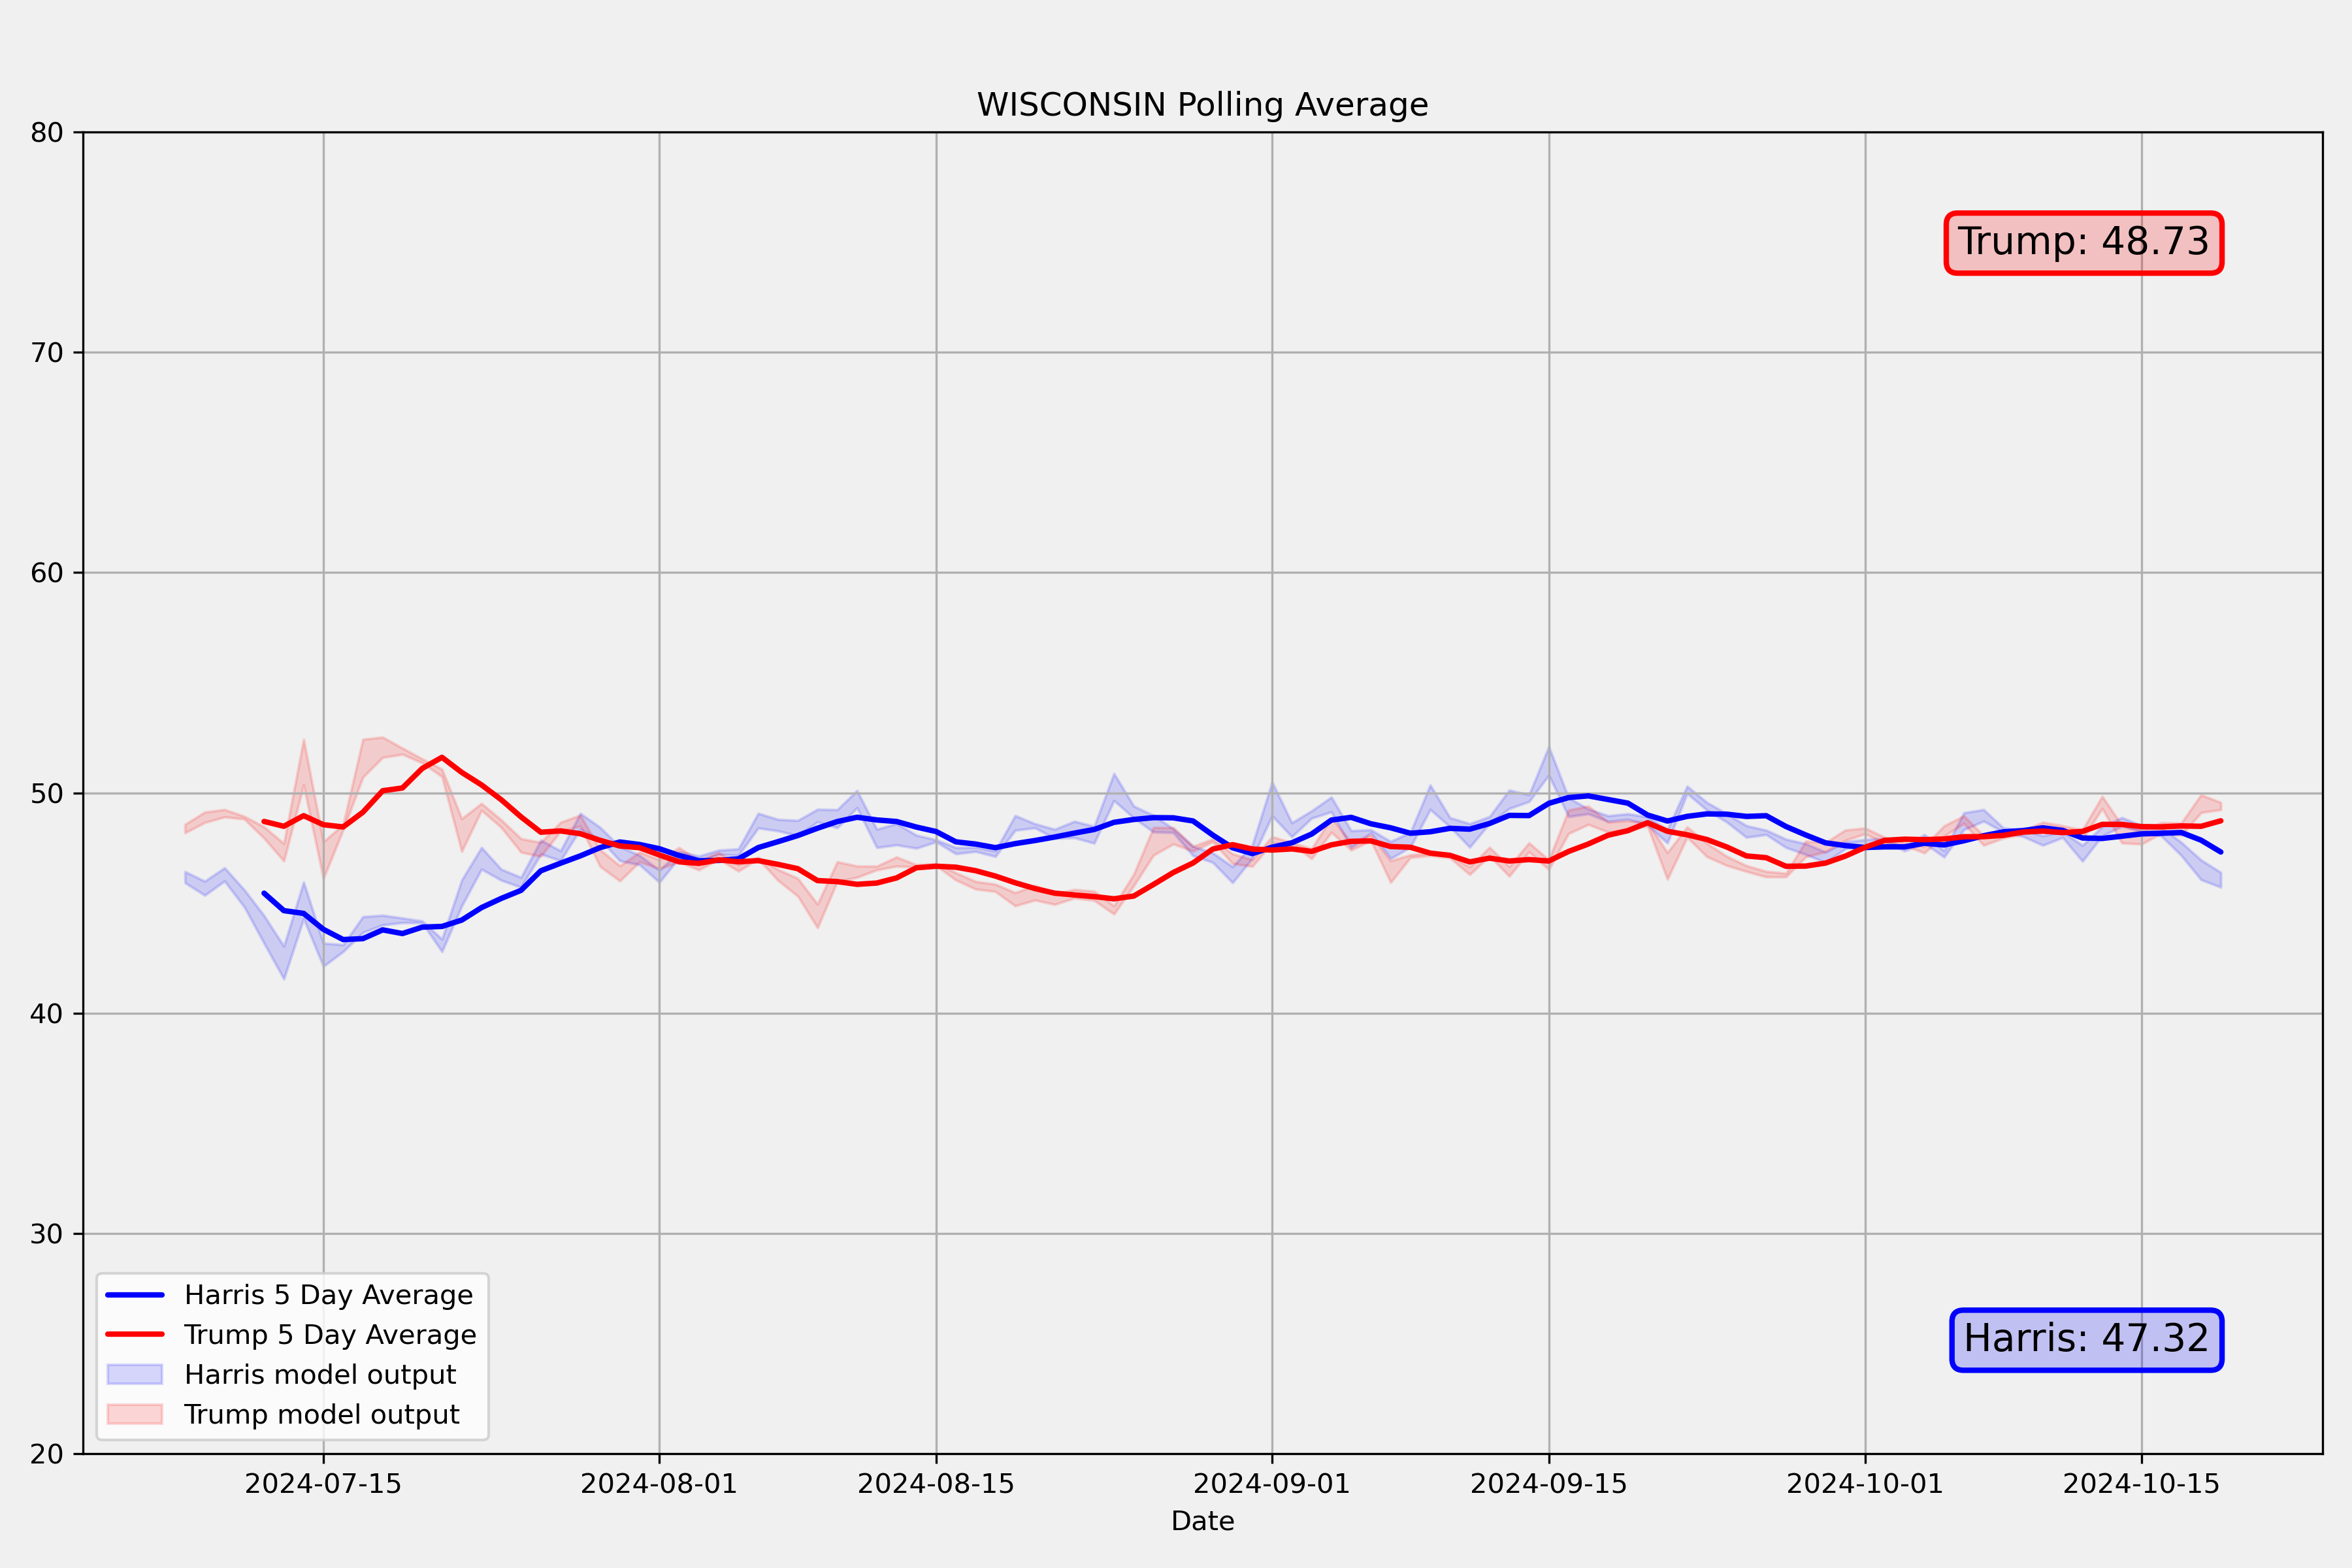 WISCONSIN Polling Average
80
70
60
50
40
30
20
Trump: 48.73
Harris: 47.32
Harris 5 Day Average
Trump 5 Day Average
Harris model output
Trump model output
2024-07-15 2024-08-01 2024-08-15 2024-09-01 2024-09-15 2024-10-01 2024-10-15
Date